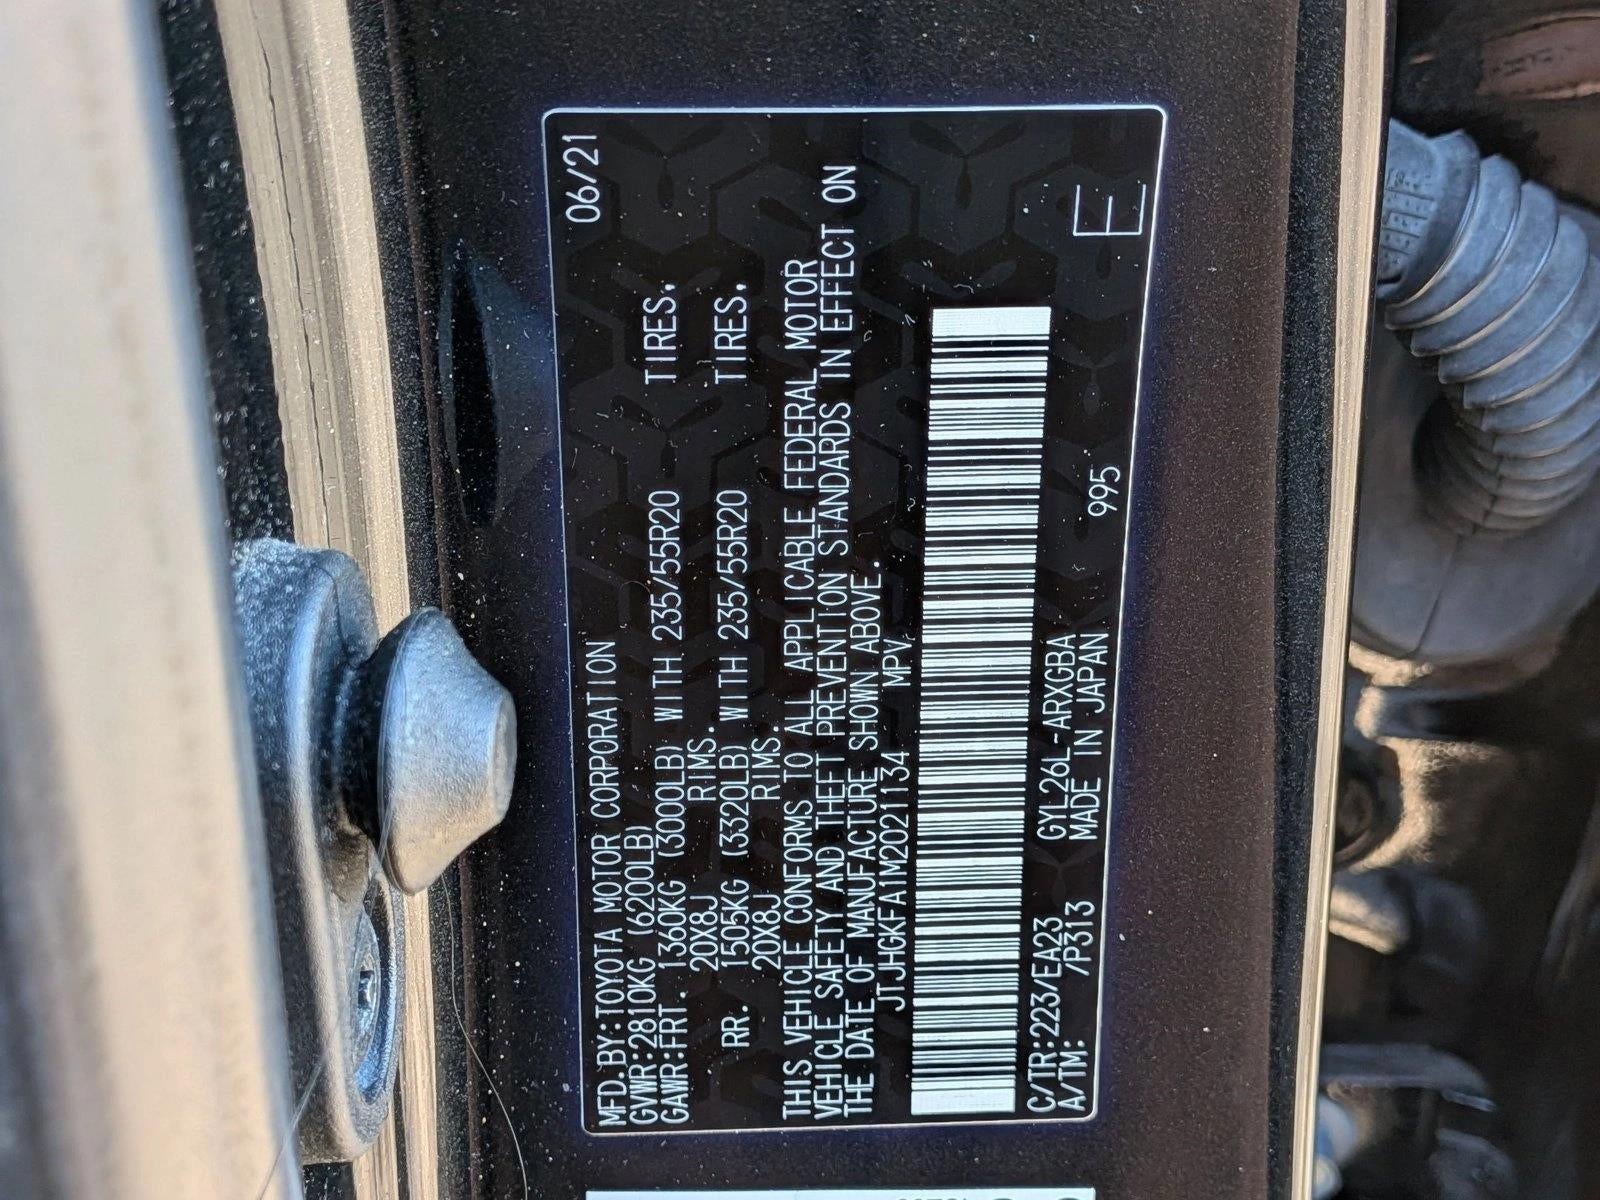 MFD.BY:TOYOTA MOTOR CORPORATION 06/21
GVWR:2810KG (6200LB)
GAWR:FRT. 1360KG (3000LB) WITH 235/55R20 TIRES.
20X8J RIMS.
RR. 1505KG (3320LB) WITH 235/55R20 TIRES.
20X8J RIMS.
THIS VEHICLE CONFORMS TO ALL APPLICABLE FEDERAL MOTOR
VEHICLE SAFETY AND THEFT PREVENTION STANDARDS IN EFFECT ON
THE DATE OF MANUFACTURE SHOWN ABOVE.
JTJHGKFA1M2021134 MPV
C/TR:223/EA23 GYL26L-ARXGBA
A/TM: /P313 MADE IN JAPAN 995
E